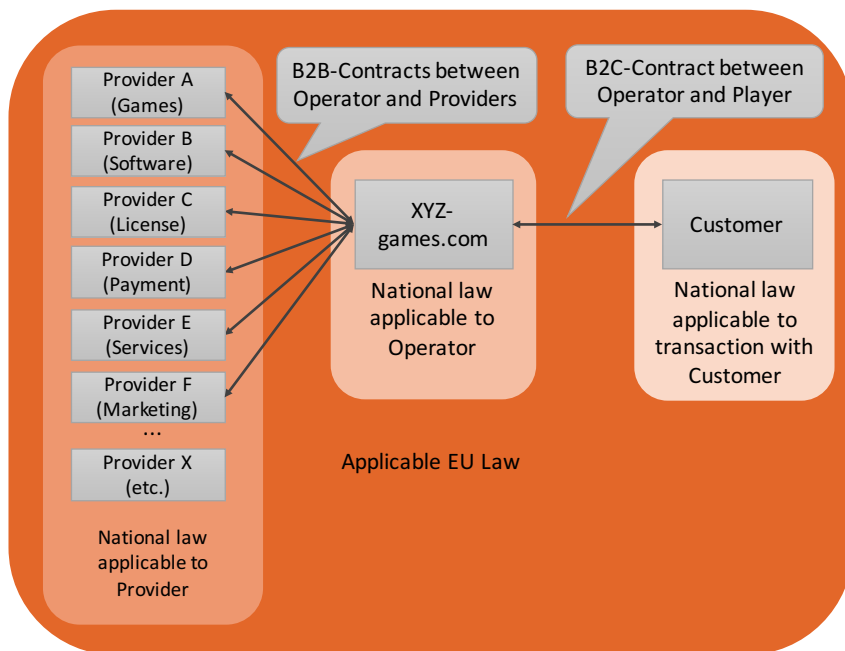 Provider A
(Games)
Provider B
(Software)
Provider C
(License)
Provider D
(Payment)
Provider E
(Services)
Provider F
(Marketing)
...
Provider X
(etc.)
National law
applicable to
Provider
B2B-Contracts between
Operator and Providers
B2C-Contract between
Operator and Player
XYZ-
games.com
National law
applicable to
Operator
Customer
National law
applicable to
transaction with
Customer
Applicable EU Law